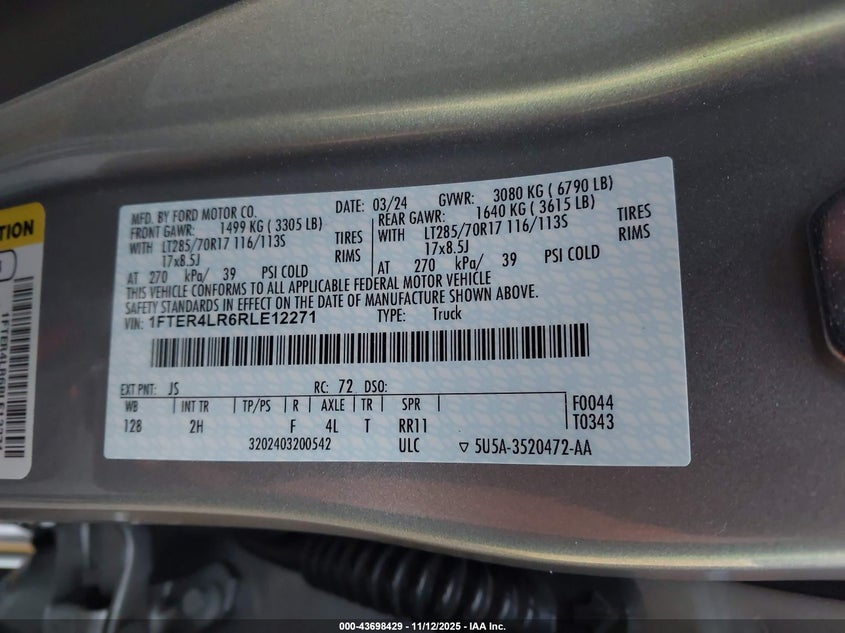 MFD. BY FORD MOTOR CO.
DATE: 03/24
GVWR: 3080 KG ( 6790 LB)
FRONT GAWR: 1499 KG ( 3305 LB)
WITH LT285/70R17 116/113S TIRES
17x8.5J RIMS
AT 270 kPa/ 39 PSI COLD
REAR GAWR: 1640 KG ( 3615 LB)
WITH LT285/70R17 116/113S TIRES
17x8.5J RIMS
AT 270 kPa/ 39 PSI COLD
THIS VEHICLE CONFORMS TO ALL APPLICABLE FEDERAL MOTOR VEHICLE
SAFETY STANDARDS IN EFFECT ON THE DATE OF MANUFACTURE SHOWN ABOVE.
VIN: 1FTER4LR6RLE12271 TYPE: Truck
EXT PNT: JS RC: 72 DSO:
WB INT TR TP/PS R AXLE TR SPR F0044
128 2H F 4L T RR11 T0343
3202403200542 ULC ▽ 5U5A-3520472-AA
1FTER4LR6RLE12271
000-43698429 - 11/12/2025 - IAA Inc.